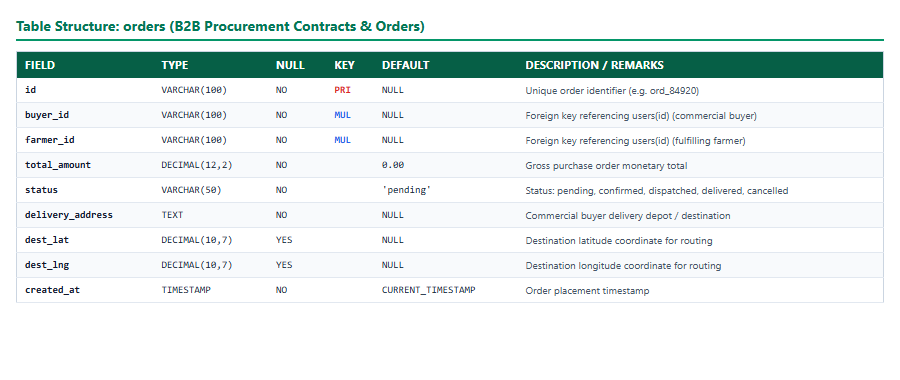 Table Structure: orders (B2B Procurement Contracts & Orders)
FIELD TYPE NULL KEY DEFAULT DESCRIPTION / REMARKS
id VARCHAR(100) NO PRI NULL Unique order identifier (e.g. ord_84920)
buyer_id VARCHAR(100) NO MUL NULL Foreign key referencing users(id) (commercial buyer)
farmer_id VARCHAR(100) NO MUL NULL Foreign key referencing users(id) (fulfilling farmer)
total_amount DECIMAL(12,2) NO 0.00 Gross purchase order monetary total
status VARCHAR(50) NO 'pending' Status: pending, confirmed, dispatched, delivered, cancelled
delivery_address TEXT NO NULL Commercial buyer delivery depot / destination
dest_lat DECIMAL(10,7) YES NULL Destination latitude coordinate for routing
dest_lng DECIMAL(10,7) YES NULL Destination longitude coordinate for routing
created_at TIMESTAMP NO CURRENT_TIMESTAMP Order placement timestamp